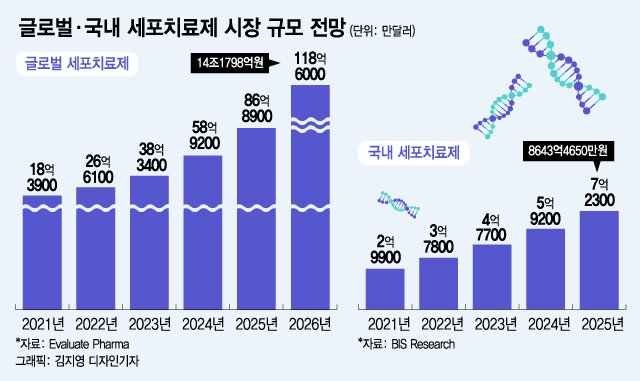 글로벌·국내 세포치료제 시장 규모 전망 (단위: 만달러)
글로벌 세포치료제
14조1798억원
18억
3900
26억
6100
38억
3400
58억
9200
86억
8900
118억
6000
2021년 2022년 2023년 2024년 2025년 2026년
*자료: Evaluate Pharma
그래픽: 김지영 디자인기자
국내 세포치료제
8643억4650만원
2억
9900
3억
7800
4억
7700
5억
9200
7억
2300
2021년 2022년 2023년 2024년 2025년
*자료: BIS Research